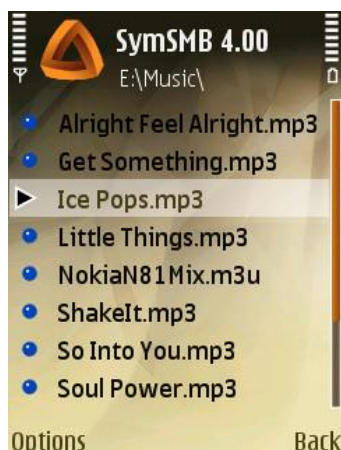 SymSMB 4.00
E:\Music\
Alright Feel Alright.mp3
Get Something.mp3
Ice Pops.mp3
Little Things.mp3
NokiaN81Mix.m3u
ShakeIt.mp3
So Into You.mp3
Soul Power.mp3
Options Back